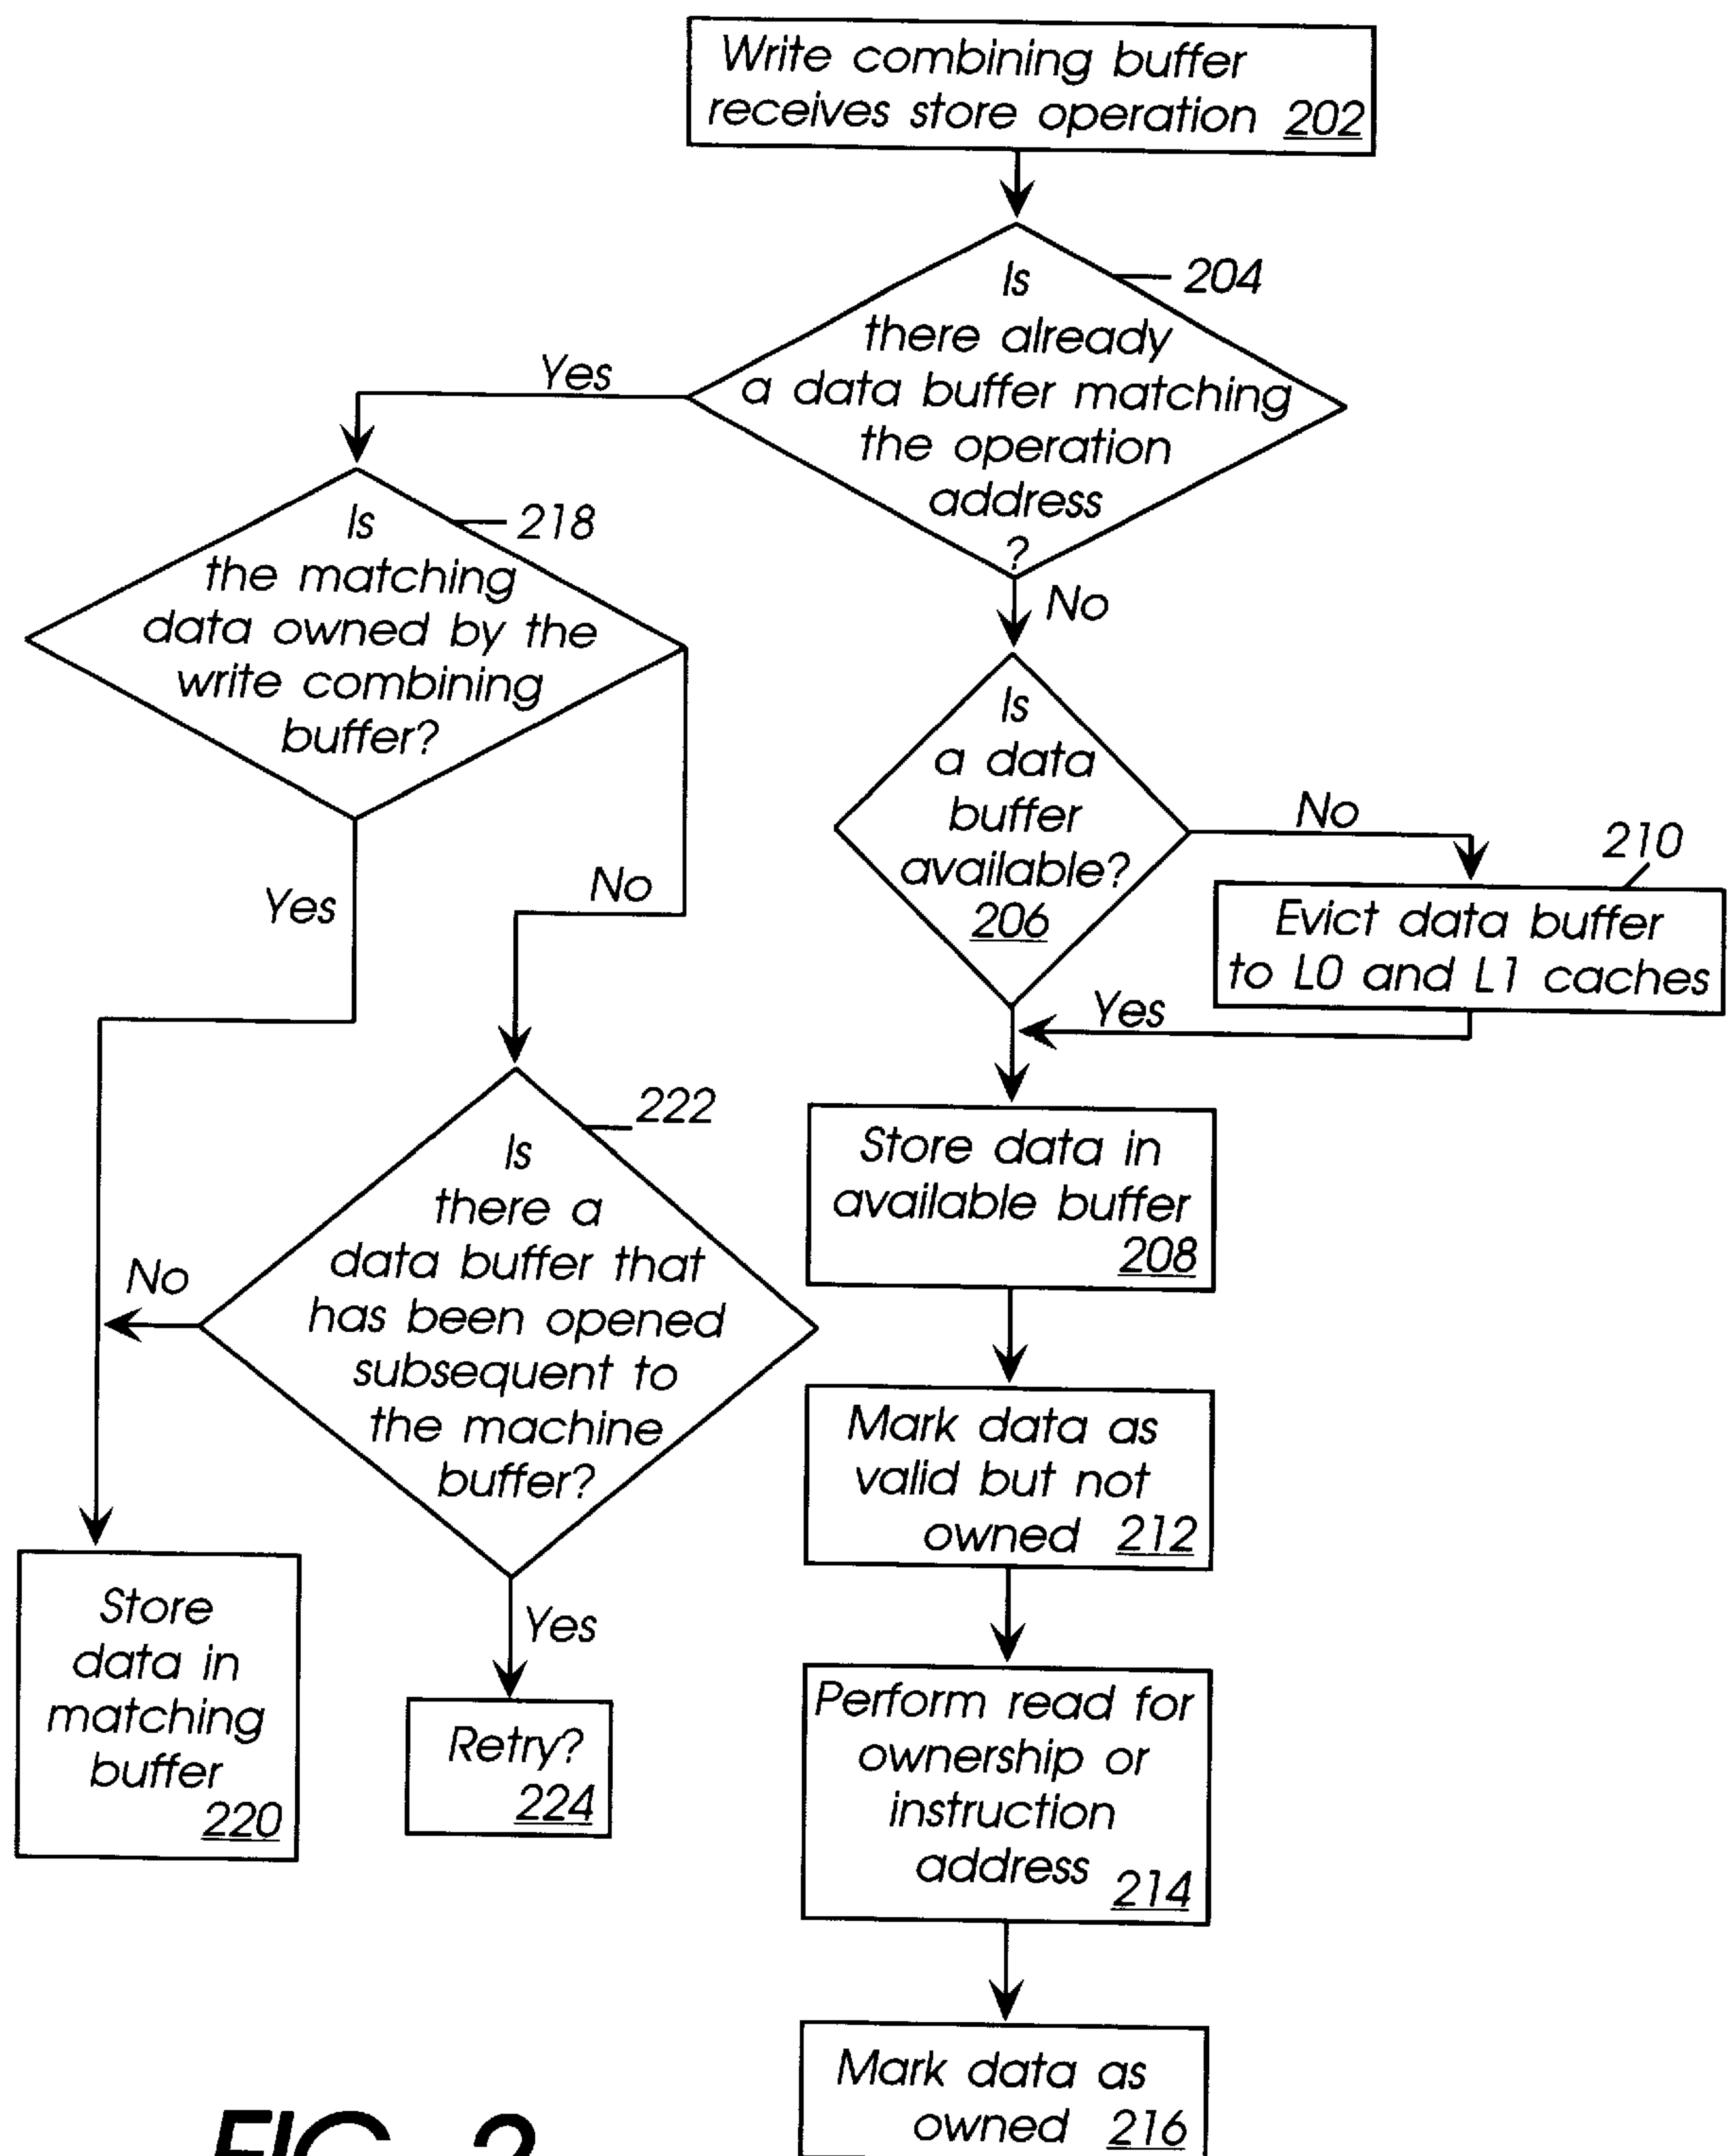 Write combining buffer
receives store operation 202
204
Is
there already
a data buffer matching
the operation
address
?
Yes
No
218
Is
the matching
data owned by the
write combining
buffer?
Yes
No
Is
a data
buffer
available?
206
No
210
Evict data buffer
to L0 and L1 caches
Yes
222
Is
there a
data buffer that
has been opened
subsequent to
the machine
buffer?
No
Yes
Store data in
available buffer
208
Mark data as
valid but not
owned 212
Store
data in
matching
buffer
220
Retry?
224
Perform read for
ownership or
instruction
address 214
Mark data as
owned 216
FIG. 2